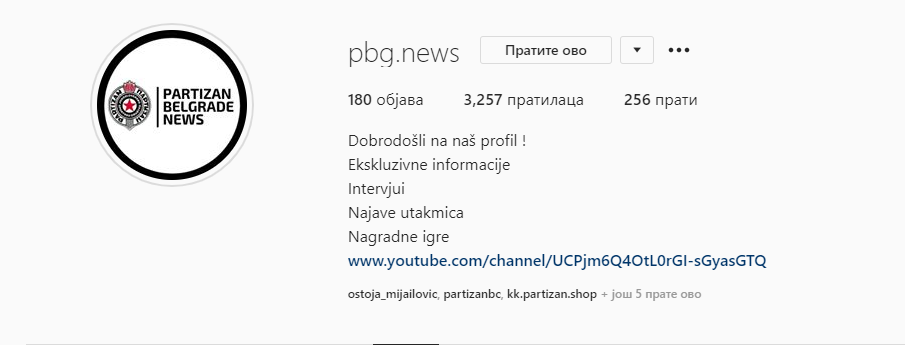 pbg.news Пратите ово
180 објава 3,257 пратилаца 256 прати
PARTIZAN
BELGRADE
NEWS
Dobrodošli na naš profil !
Ekskluzivne informacije
Intervjui
Najave utakmica
Nagradne igre
www.youtube.com/channel/UCPjm6Q4OtL0rGI-sGyasGTQ
ostoja_mijailovic, partizanbc, kk.partizan.shop + још 5 прате ово